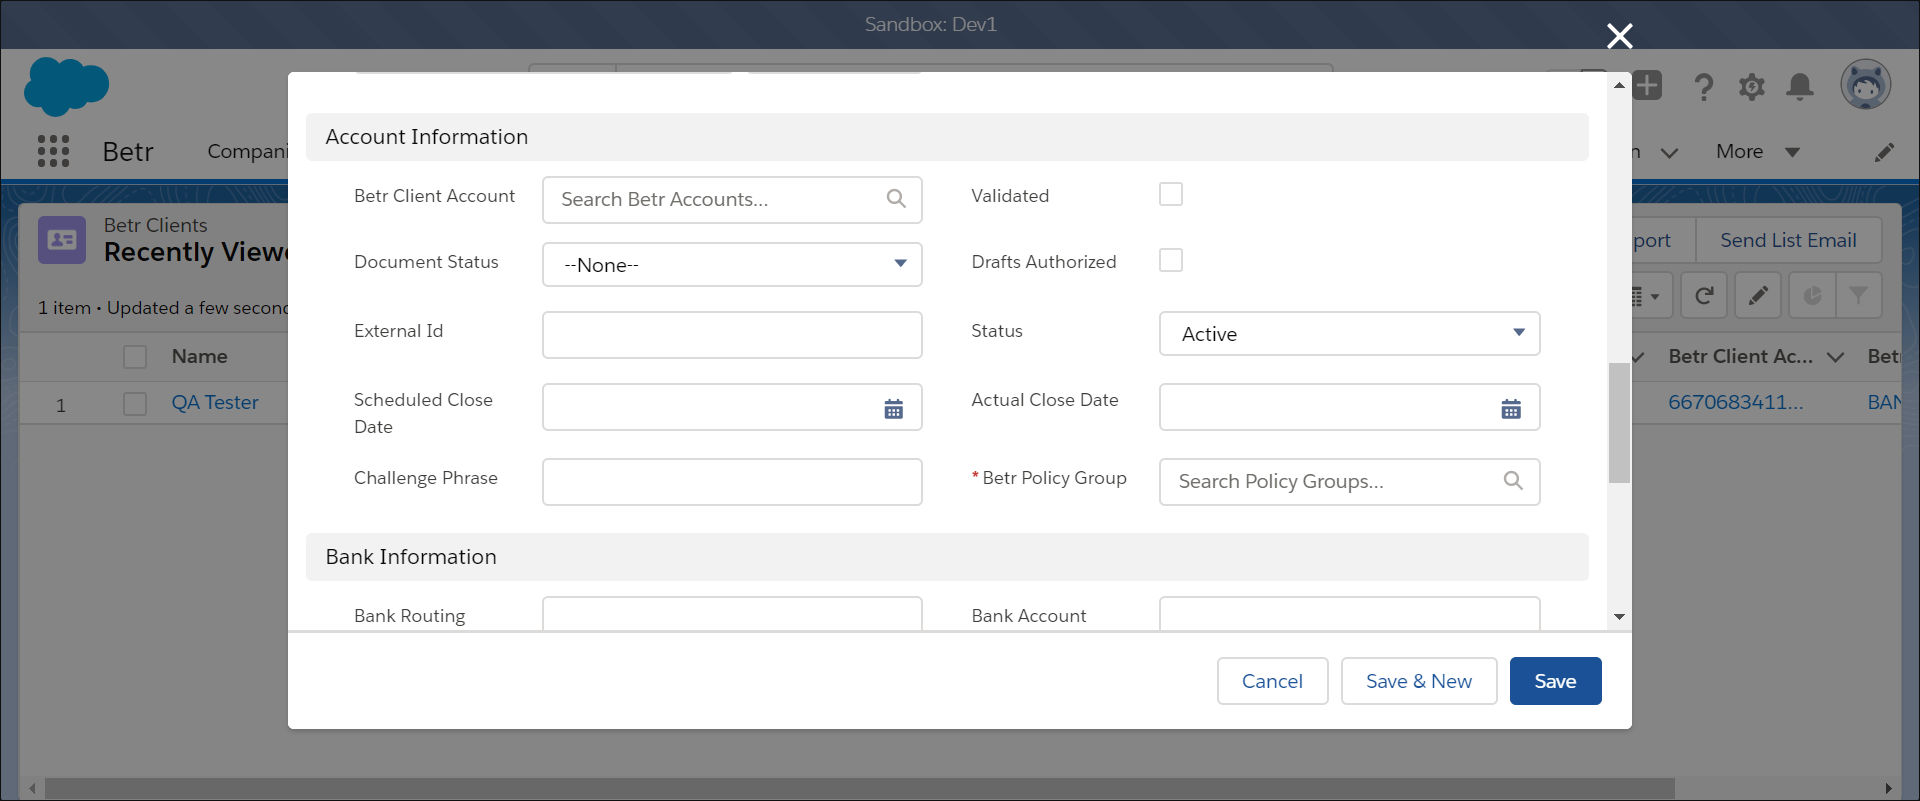 Sandbox: Dev1
Betr
Compani
n
More
Betr Clients
Recently Viewe
port
Send List Email
1 item • Updated a few second
Name
Betr Client Ac...
Bet
1
QA Tester
6670683411...
BAN
Account Information
Betr Client Account
Search Betr Accounts...
Validated
Document Status
--None--
Drafts Authorized
External Id
Status
Active
Scheduled Close
Date
Actual Close Date
Challenge Phrase
*Betr Policy Group
Search Policy Groups...
Bank Information
Bank Routing
Bank Account
Cancel
Save & New
Save